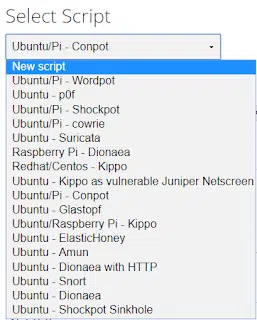 Select Script
Ubuntu/Pi - Conpot
New script
Ubuntu/Pi - Wordpot
Ubuntu - p0f
Ubuntu/Pi - Shockpot
Ubuntu/Pi - cowrie
Ubuntu - Suricata
Raspberry Pi - Dionaea
Redhat/Centos - Kippo
Ubuntu - Kippo as vulnerable Juniper Netscreen
Ubuntu/Pi - Conpot
Ubuntu - Glastopf
Ubuntu/Raspberry Pi - Kippo
Ubuntu - ElasticHoney
Ubuntu - Amun
Ubuntu - Dionaea with HTTP
Ubuntu - Snort
Ubuntu - Dionaea
Ubuntu - Shockpot Sinkhole